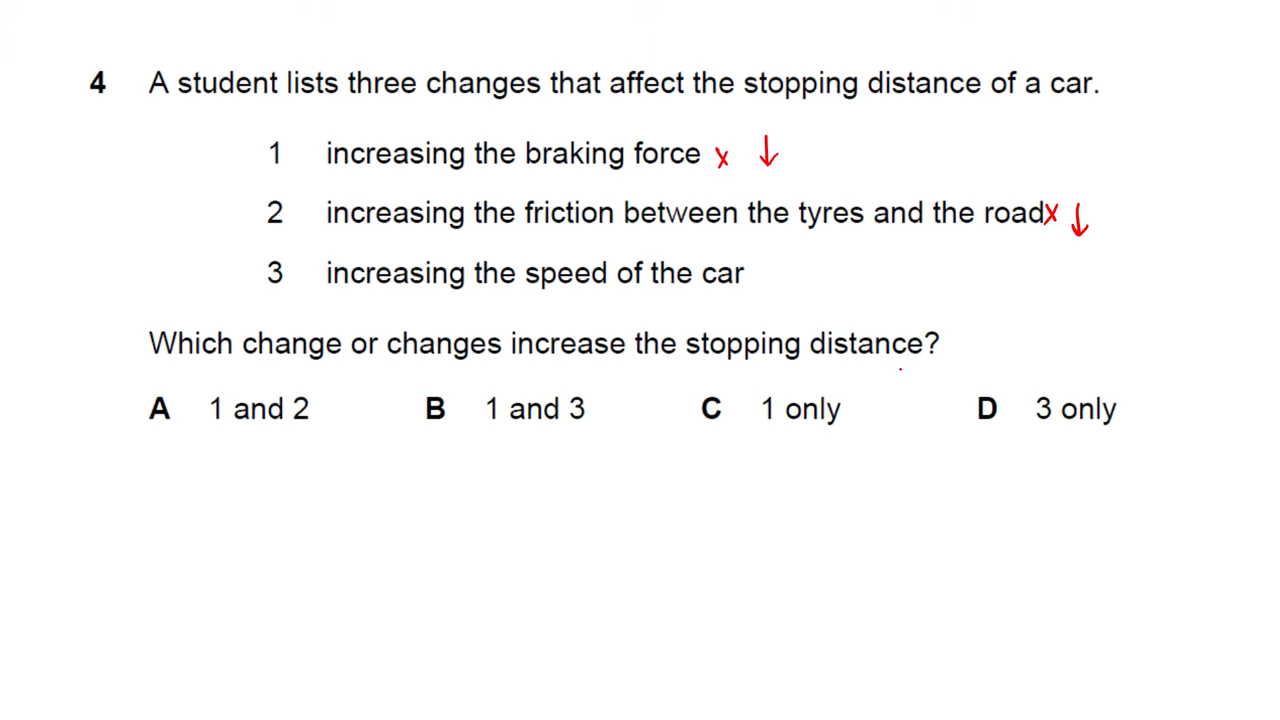 4 A student lists three changes that affect the stopping distance of a car.
1 increasing the braking force x ↓
2 increasing the friction between the tyres and the road x ↓
3 increasing the speed of the car
Which change or changes increase the stopping distance?
A 1 and 2 B 1 and 3 C 1 only D 3 only